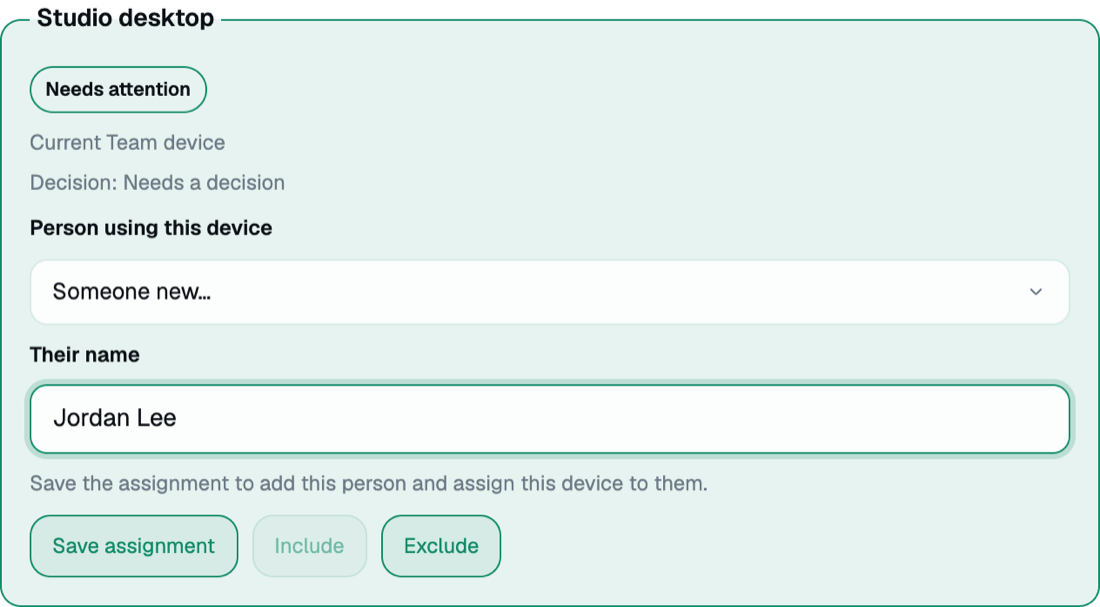 Studio desktop
Needs attention
Current Team device
Decision: Needs a decision
Person using this device
Someone new...
Their name
Jordan Lee
Save the assignment to add this person and assign this device to them.
Save assignment Include Exclude